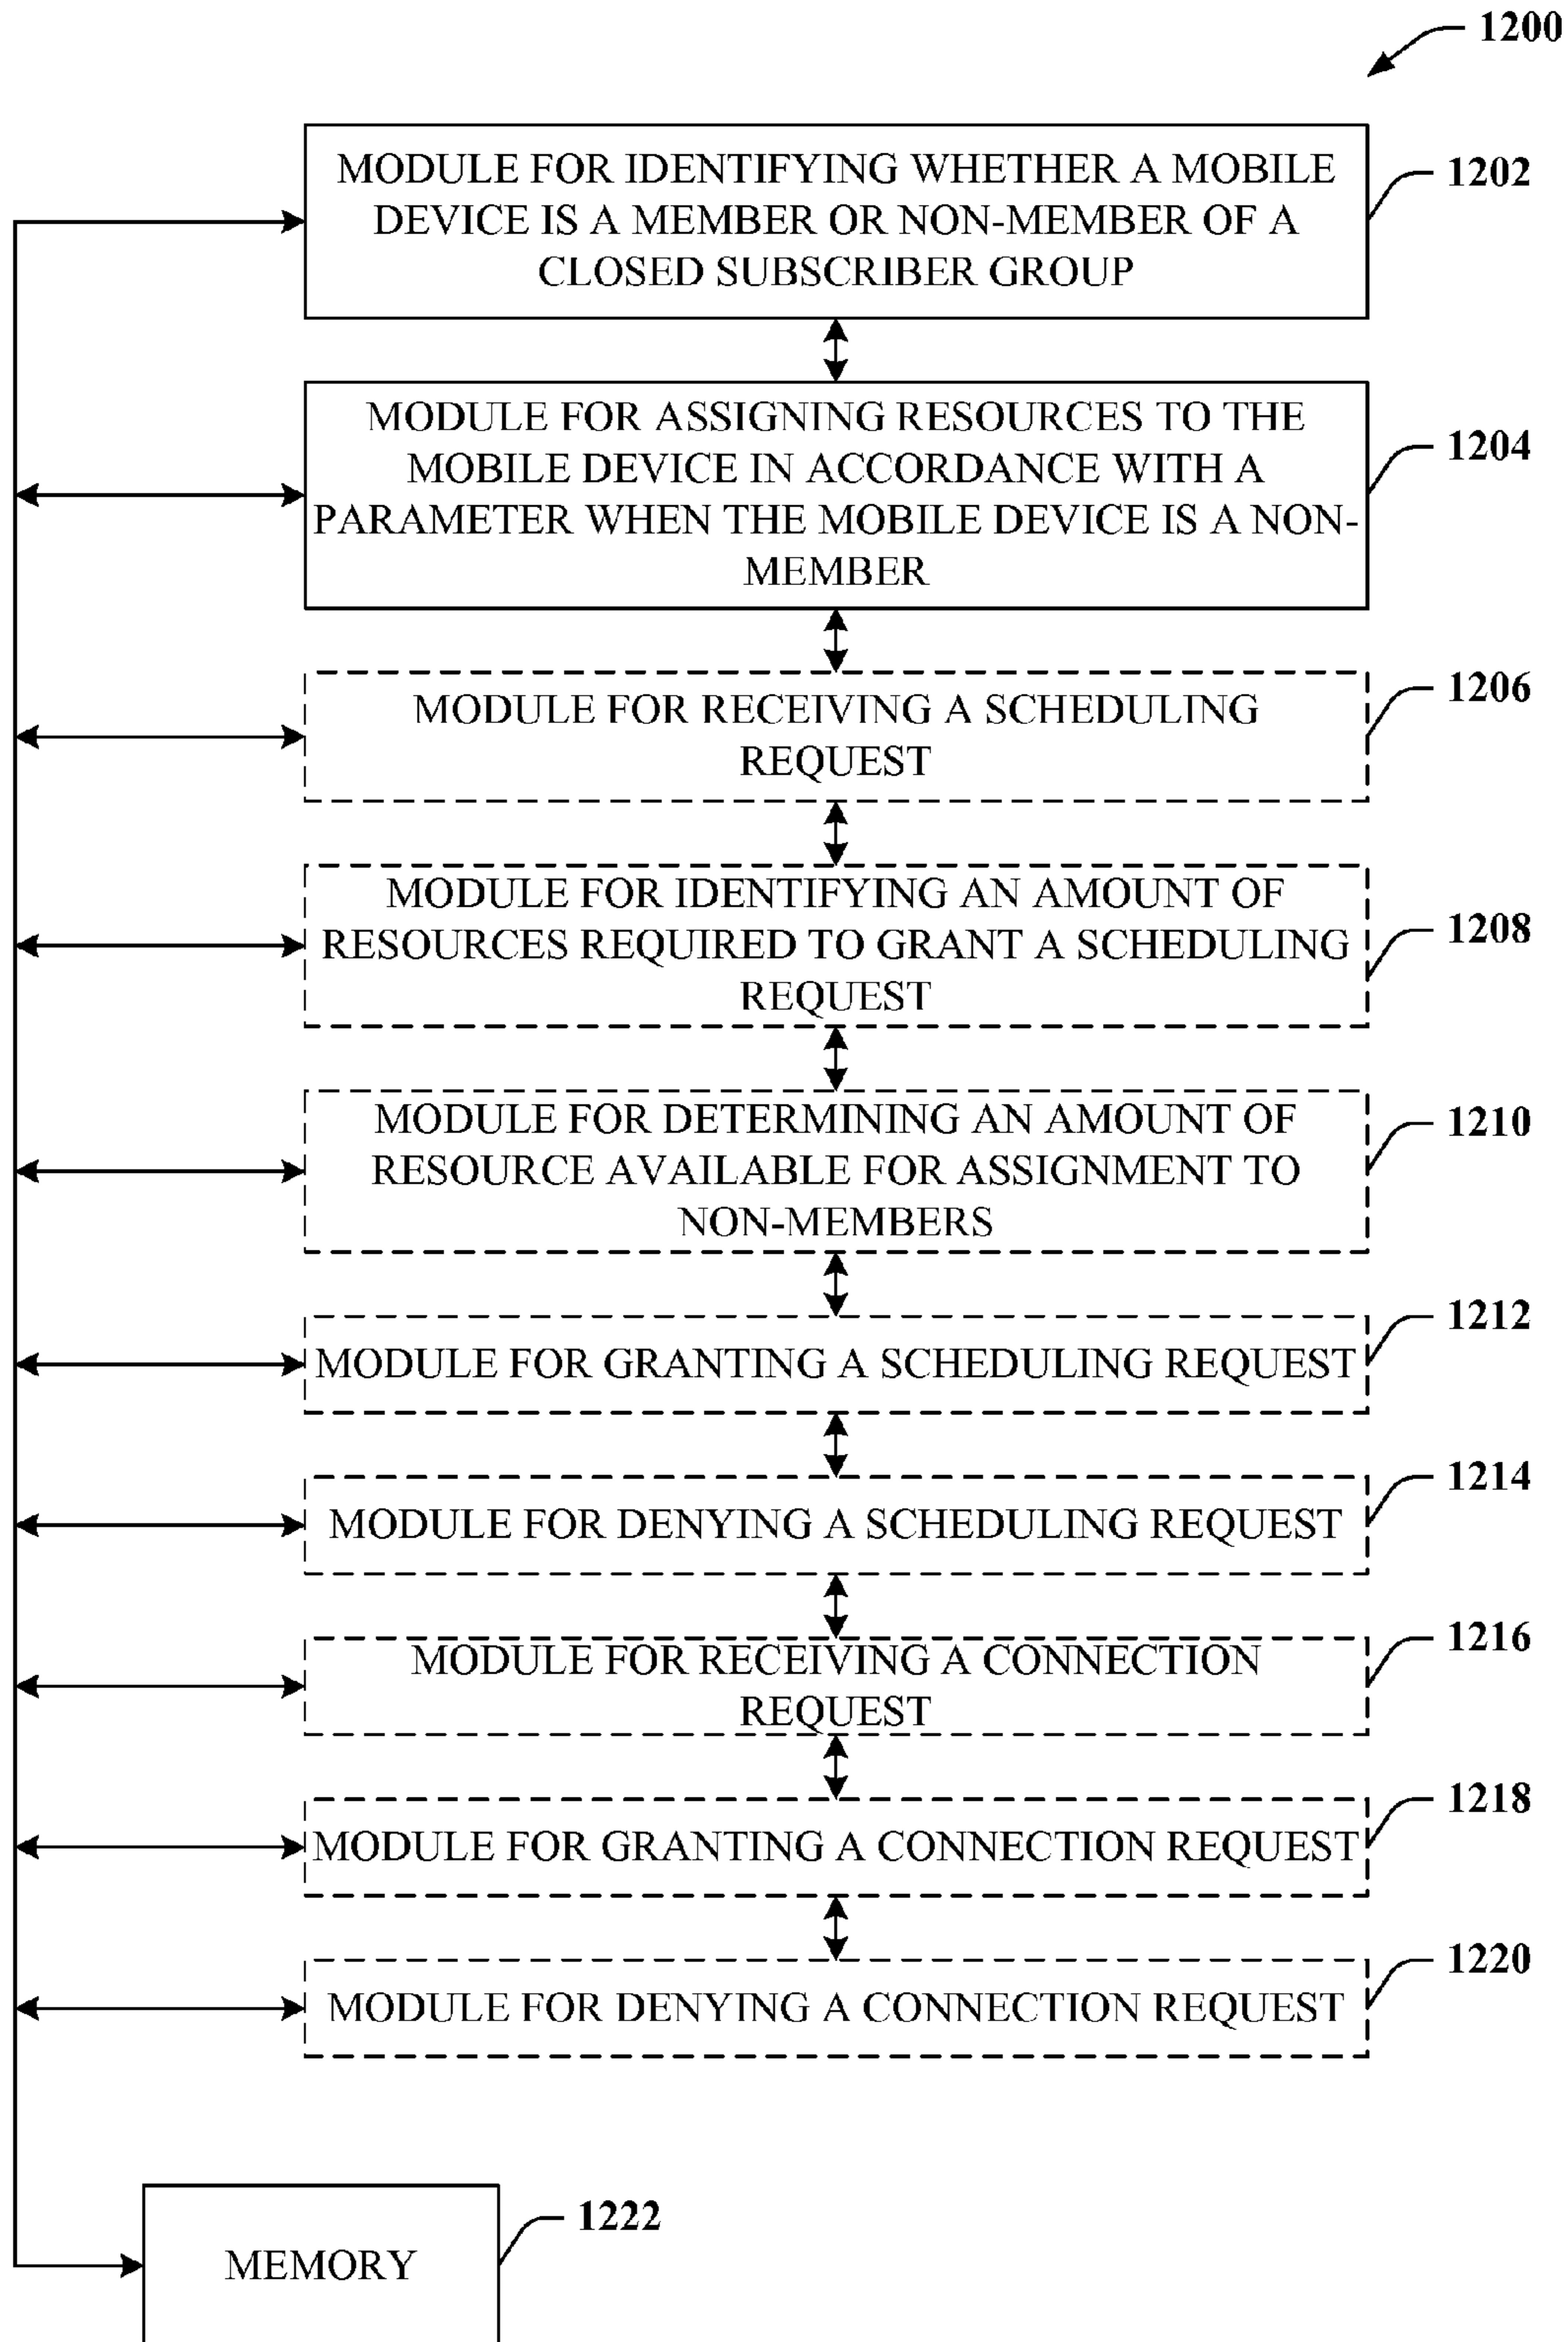 1200
MODULE FOR IDENTIFYING WHETHER A MOBILE
DEVICE IS A MEMBER OR NON-MEMBER OF A
CLOSED SUBSCRIBER GROUP
1202
MODULE FOR ASSIGNING RESOURCES TO THE
MOBILE DEVICE IN ACCORDANCE WITH A
PARAMETER WHEN THE MOBILE DEVICE IS A NON-
MEMBER
1204
MODULE FOR RECEIVING A SCHEDULING
REQUEST
1206
MODULE FOR IDENTIFYING AN AMOUNT OF
RESOURCES REQUIRED TO GRANT A SCHEDULING
REQUEST
1208
MODULE FOR DETERMINING AN AMOUNT OF
RESOURCE AVAILABLE FOR ASSIGNMENT TO
NON-MEMBERS
1210
MODULE FOR GRANTING A SCHEDULING REQUEST
1212
MODULE FOR DENYING A SCHEDULING REQUEST
1214
MODULE FOR RECEIVING A CONNECTION
REQUEST
1216
MODULE FOR GRANTING A CONNECTION REQUEST
1218
MODULE FOR DENYING A CONNECTION REQUEST
1220
MEMORY
1222